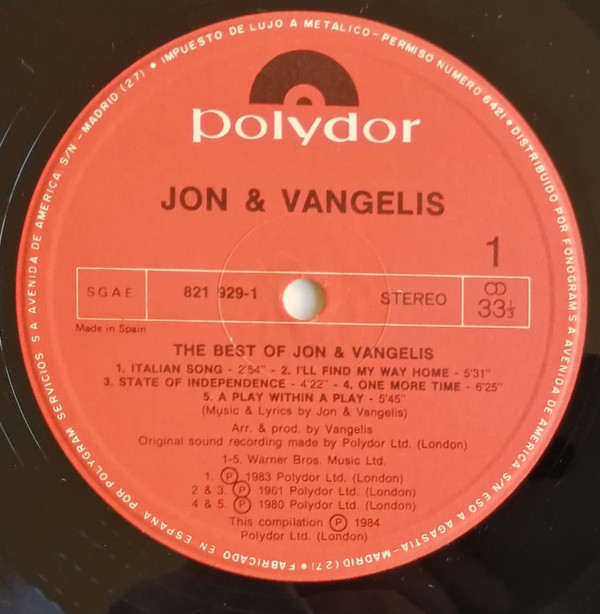 IMPUESTO DE LUJO A METALICO - PERMISO NUMERO 6421 • DISTRIBUIDO POR FONOGRAM S A AVENIDA DE AMERICA S/N ESQ A AGASTIA - MADRID (27) • FABRICADO EN ESPAÑA POR POLYGRAM SERVICIOS S A AVENIDA DE AMERICA S/N - MADRID (27) •
polydor
JON & VANGELIS
1
SGAE
821 929-1
STEREO
33 1/3
Made in Spain
THE BEST OF JON & VANGELIS
1. ITALIAN SONG - 2'54" - 2. I'LL FIND MY WAY HOME - 5'31"
3. STATE OF INDEPENDENCE - 4'22" - 4. ONE MORE TIME - 6'25"
5. A PLAY WITHIN A PLAY - 5'45"
(Music & Lyrics by Jon & Vangelis)
Arr. & prod. by Vangelis
Original sound recording made by Polydor Ltd. (London)
1-5. Warner Bros. Music Ltd.
1. Ⓟ 1983 Polydor Ltd. (London)
2 & 3. Ⓟ 1961 Polydor Ltd. (London)
4 & 5. Ⓟ 1980 Polydor Ltd. (London)
This compilation Ⓟ 1984
Polydor Ltd. (London)